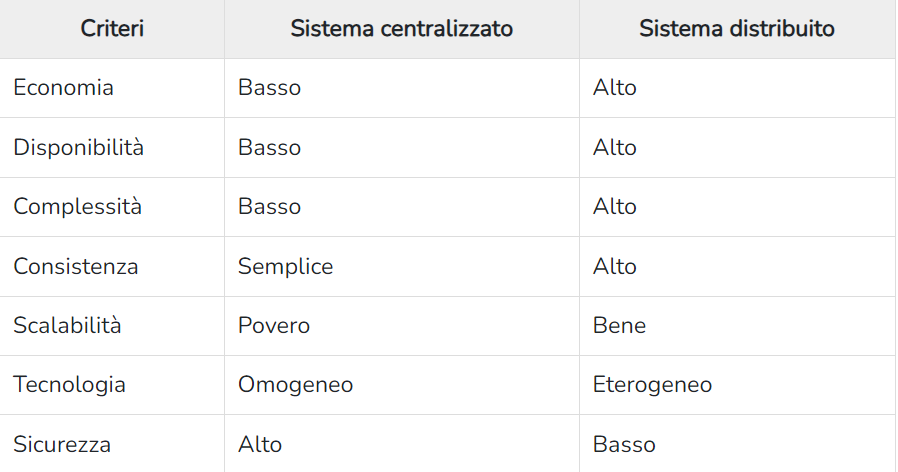 Criteri Sistema centralizzato Sistema distribuito
Economia Basso Alto
Disponibilità Basso Alto
Complessità Basso Alto
Consistenza Semplice Alto
Scalabilità Povero Bene
Tecnologia Omogeneo Eterogeneo
Sicurezza Alto Basso